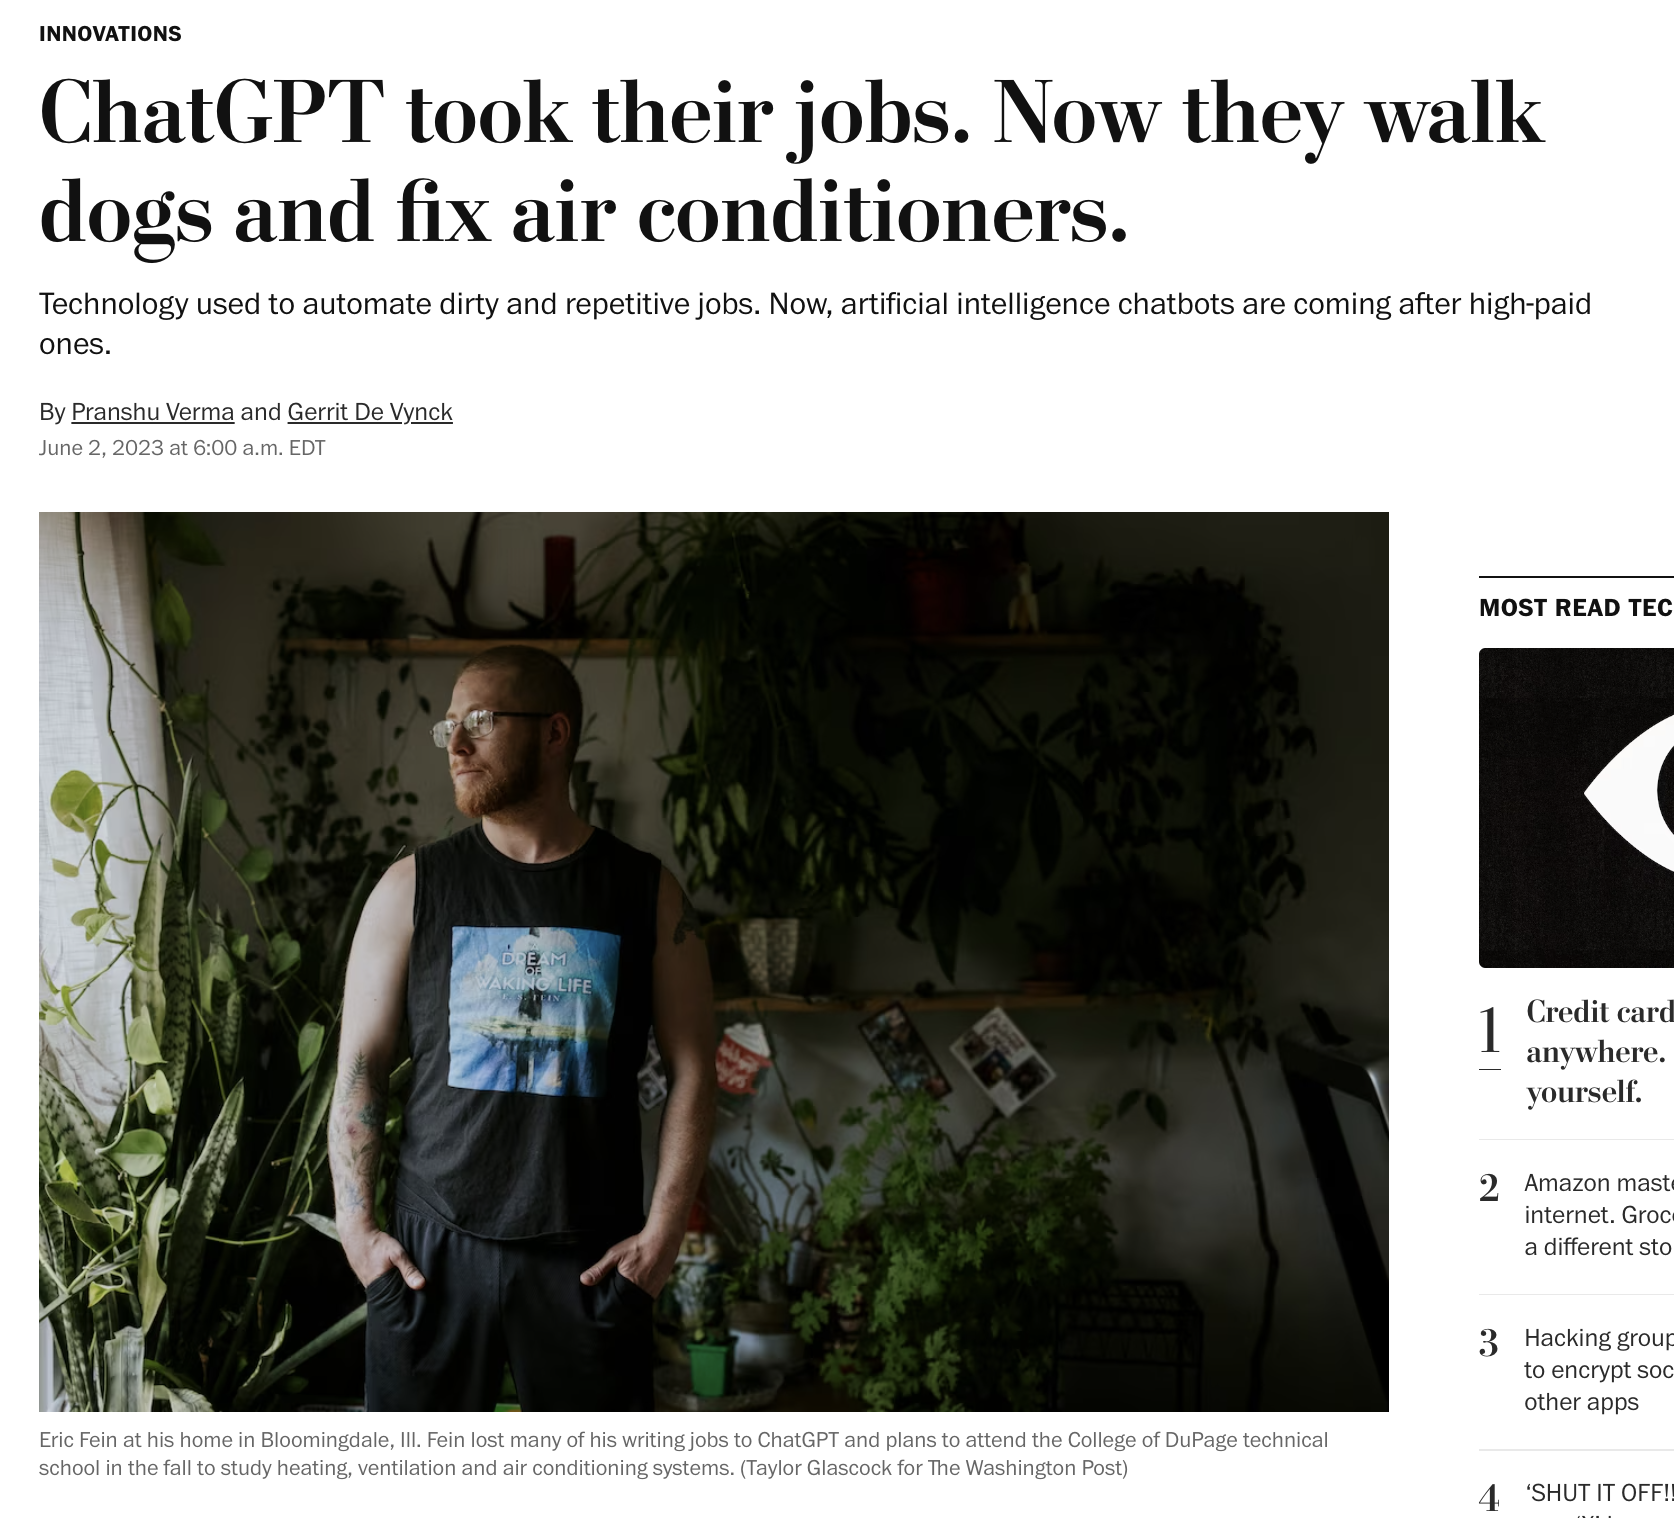 INNOVATIONS
ChatGPT took their jobs. Now they walk
dogs and fix air conditioners.
Technology used to automate dirty and repetitive jobs. Now, artificial intelligence chatbots are coming after high-paid
ones.
By Pranshu Verma and Gerrit De Vynck
June 2, 2023 at 6:00 a.m. EDT
DREAM
OF
WAKING LIFE
Eric Fein at his home in Bloomingdale, Ill. Fein lost many of his writing jobs to ChatGPT and plans to attend the College of DuPage technical
school in the fall to study heating, ventilation and air conditioning systems. (Taylor Glascock for The Washington Post)
MOST READ TEC
1
Credit card
anywhere.
yourself.
2
Amazon maste
internet. Groc
a different sto
3
Hacking group
to encrypt soc
other apps
4
‘SHUT IT OFF!!